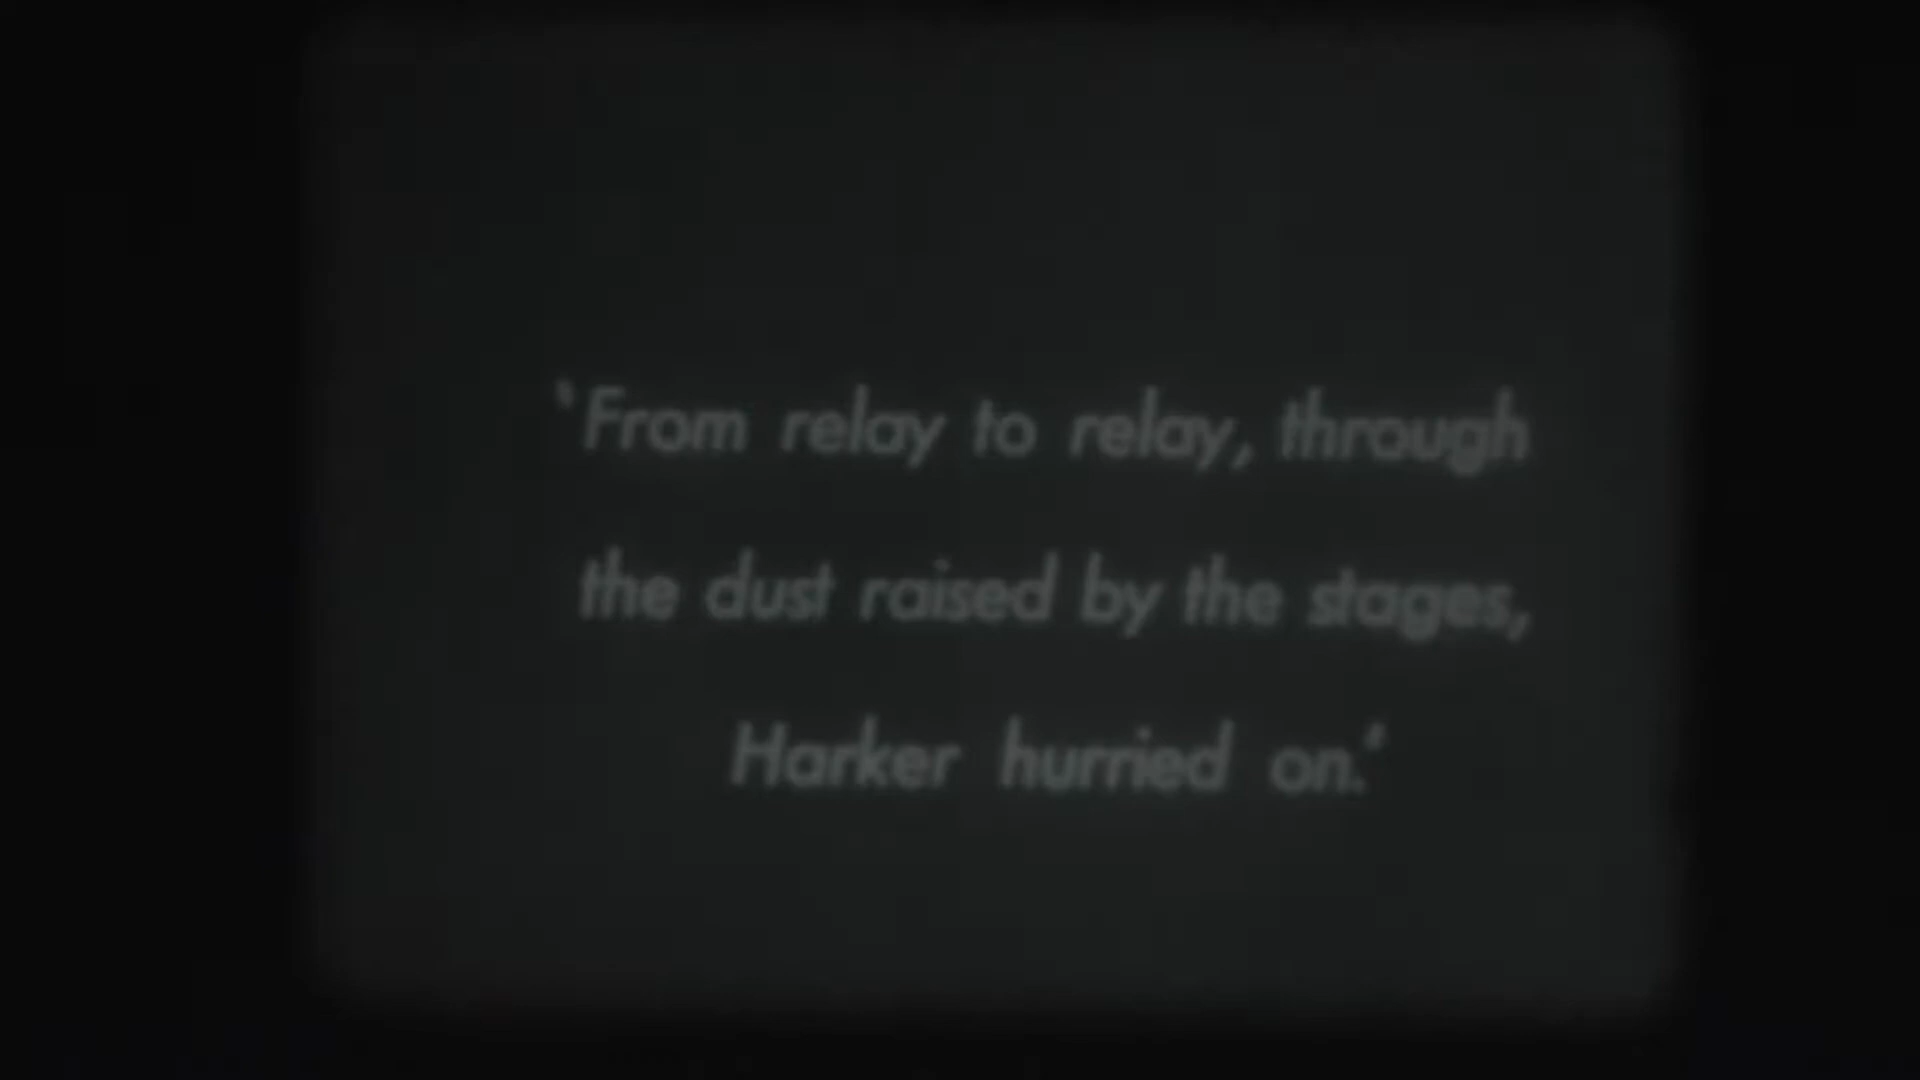 ‘From relay to relay, through
the dust raised by the stages,
Harker hurried on.’